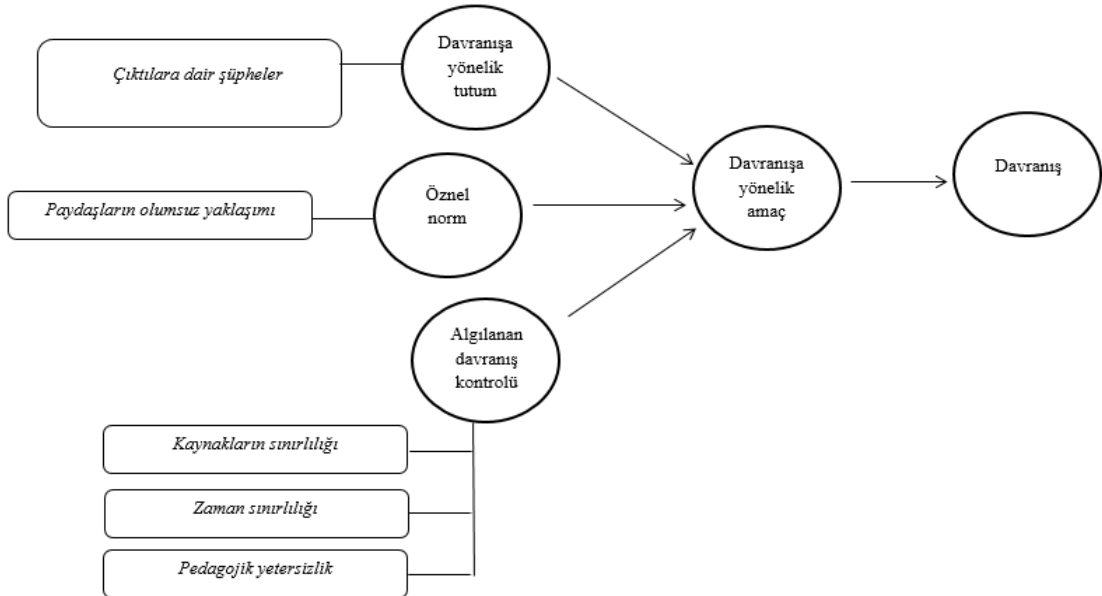 Çıktılara dair şüpheler
Davranışa
yönelik
tutum
Paydaşların olumsuz yaklaşımı
Öznel
norm
Davranışa
yönelik
amaç
Davranış
Algılanan
davranış
kontrolü
Kaynakların sınırlılığı
Zaman sınırlılığı
Pedagojik yetersizlik